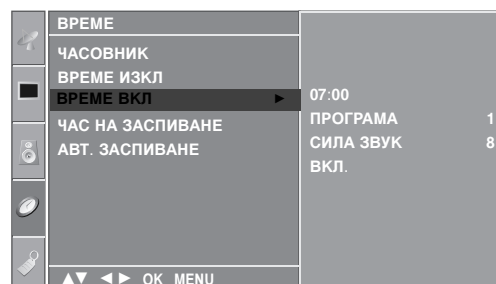 ВРЕМЕ
ЧАСОВНИК
ВРЕМЕ ИЗКЛ
ВРЕМЕ ВКЛ ►
ЧАС НА ЗАСПИВАНЕ
АВТ. ЗАСПИВАНЕ
07:00
ПРОГРАМА 1
СИЛА ЗВУК 8
ВКЛ.
▲▼ ◄► OK MENU